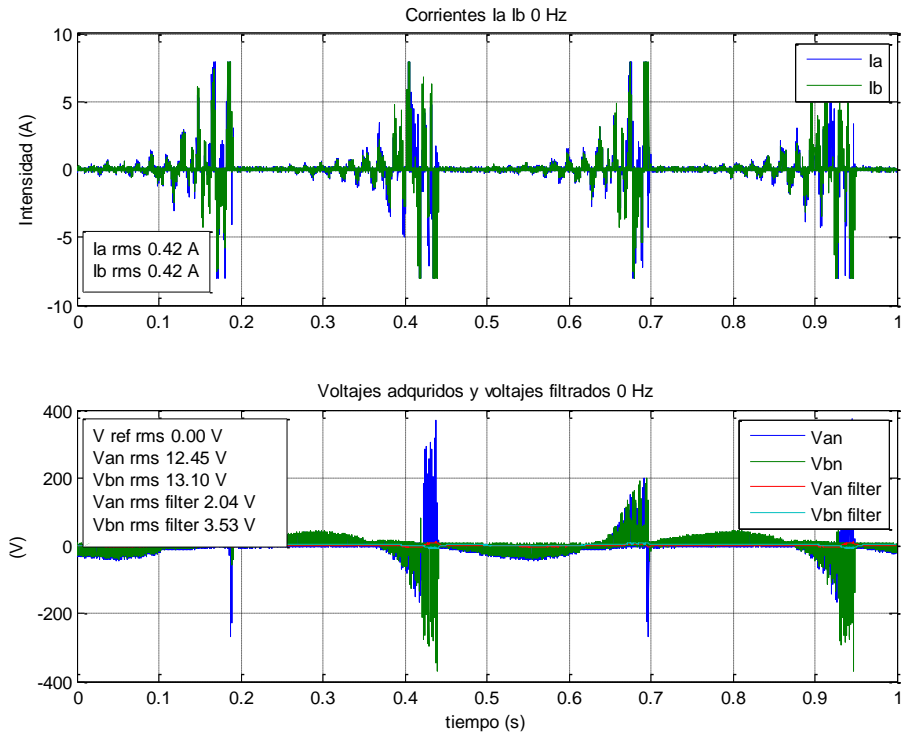 Corrientes Ia Ib 0 Hz
10
5
0
-5
-10
Intensidad (A)
Ia
Ib
Ia rms 0.42 A
Ib rms 0.42 A
0 0.1 0.2 0.3 0.4 0.5 0.6 0.7 0.8 0.9 1
Voltajes adquridos y voltajes filtrados 0 Hz
400
200
0
-200
-400
(V)
V ref rms 0.00 V
Van rms 12.45 V
Vbn rms 13.10 V
Van rms filter 2.04 V
Vbn rms filter 3.53 V
Van
Vbn
Van filter
Vbn filter
0 0.1 0.2 0.3 0.4 0.5 0.6 0.7 0.8 0.9 1
tiempo (s)